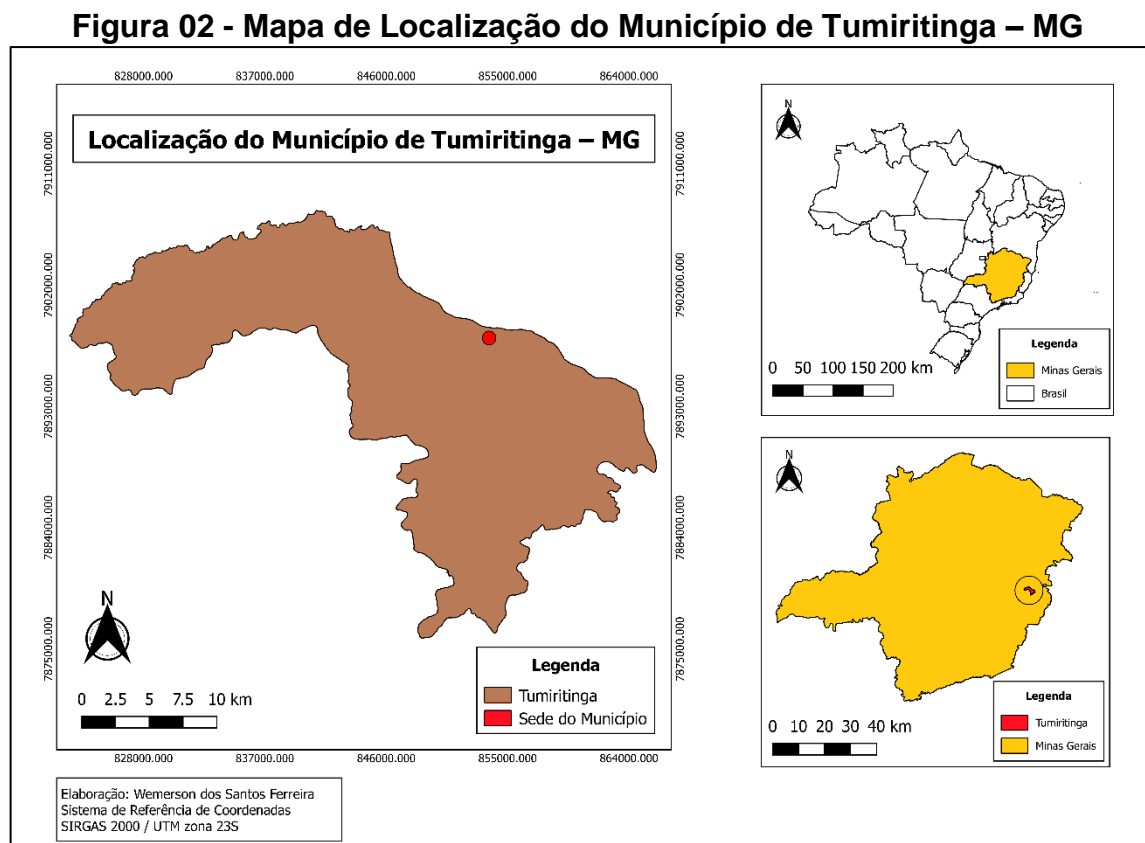 Figura 02 - Mapa de Localização do Município de Tumiritinga – MG
828000.000 837000.000 846000.000 855000.000 864000.000
Localização do Município de Tumiritinga – MG
7911000.000
7902000.000
7893000.000
7884000.000
7875000.000
7911000.000
7902000.000
7893000.000
7884000.000
7875000.000
N
0 2.5 5 7.5 10 km
Legenda
Tumiritinga
Sede do Município
828000.000 837000.000 846000.000 855000.000 864000.000
Elaboração: Wemerson dos Santos Ferreira
Sistema de Referência de Coordenadas
SIRGAS 2000 / UTM zona 23S
N
0 50 100 150 200 km
Legenda
Minas Gerais
Brasil
N
0 10 20 30 40 km
Legenda
Tumiritinga
Minas Gerais